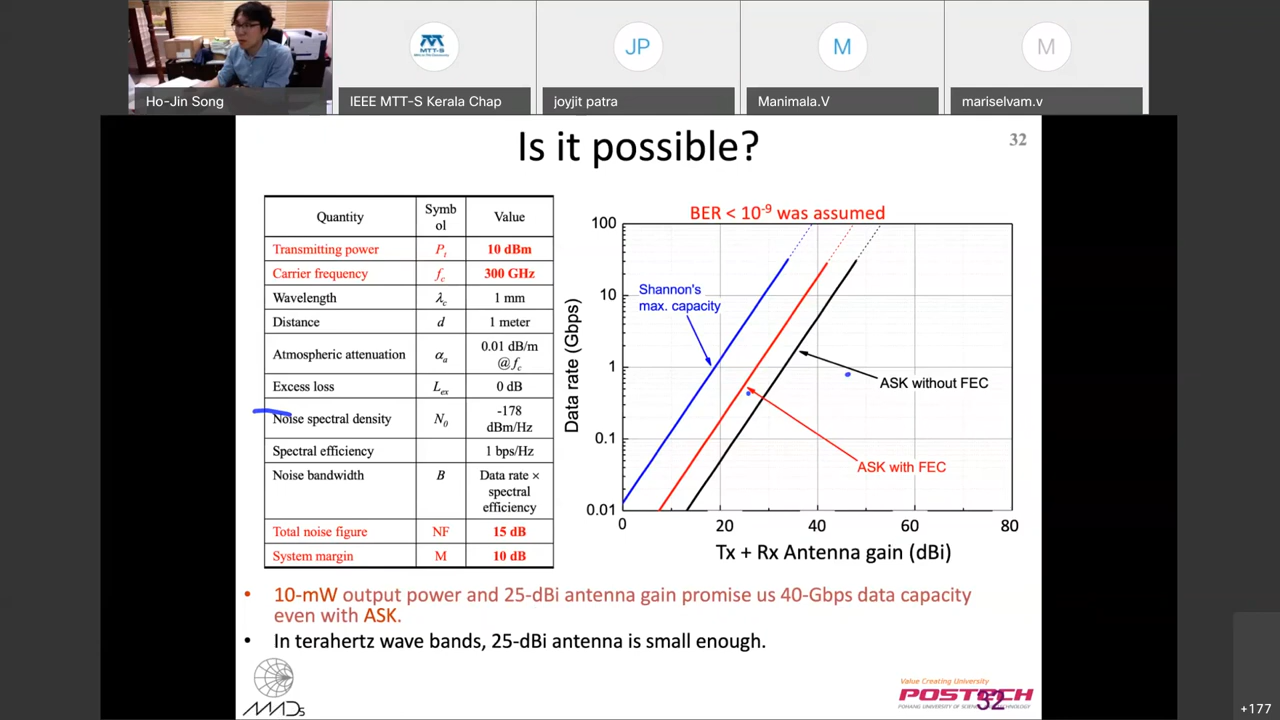 Ho-Jin Song
MTT-S
IEEE MTT-S Kerala Chap
JP
joyjit patra
M
Manimala.V
M
mariselvam.v
Is it possible?
32
Quantity Symb ol Value
Transmitting power Pt 10 dBm
Carrier frequency fc 300 GHz
Wavelength λc 1 mm
Distance d 1 meter
Atmospheric attenuation αa 0.01 dB/m @ fc
Excess loss Lex 0 dB
Noise spectral density N0 -178 dBm/Hz
Spectral efficiency 1 bps/Hz
Noise bandwidth B Data rate × spectral efficiency
Total noise figure NF 15 dB
System margin M 10 dB
BER < 10-9 was assumed
Data rate (Gbps)
100
10
1
0.1
0.01
Shannon's
max. capacity
ASK without FEC
ASK with FEC
0 20 40 60 80
Tx + Rx Antenna gain (dBi)
• 10-mW output power and 25-dBi antenna gain promise us 40-Gbps data capacity
even with ASK.
• In terahertz wave bands, 25-dBi antenna is small enough.
Value Creating University
POSTECH
32
+177